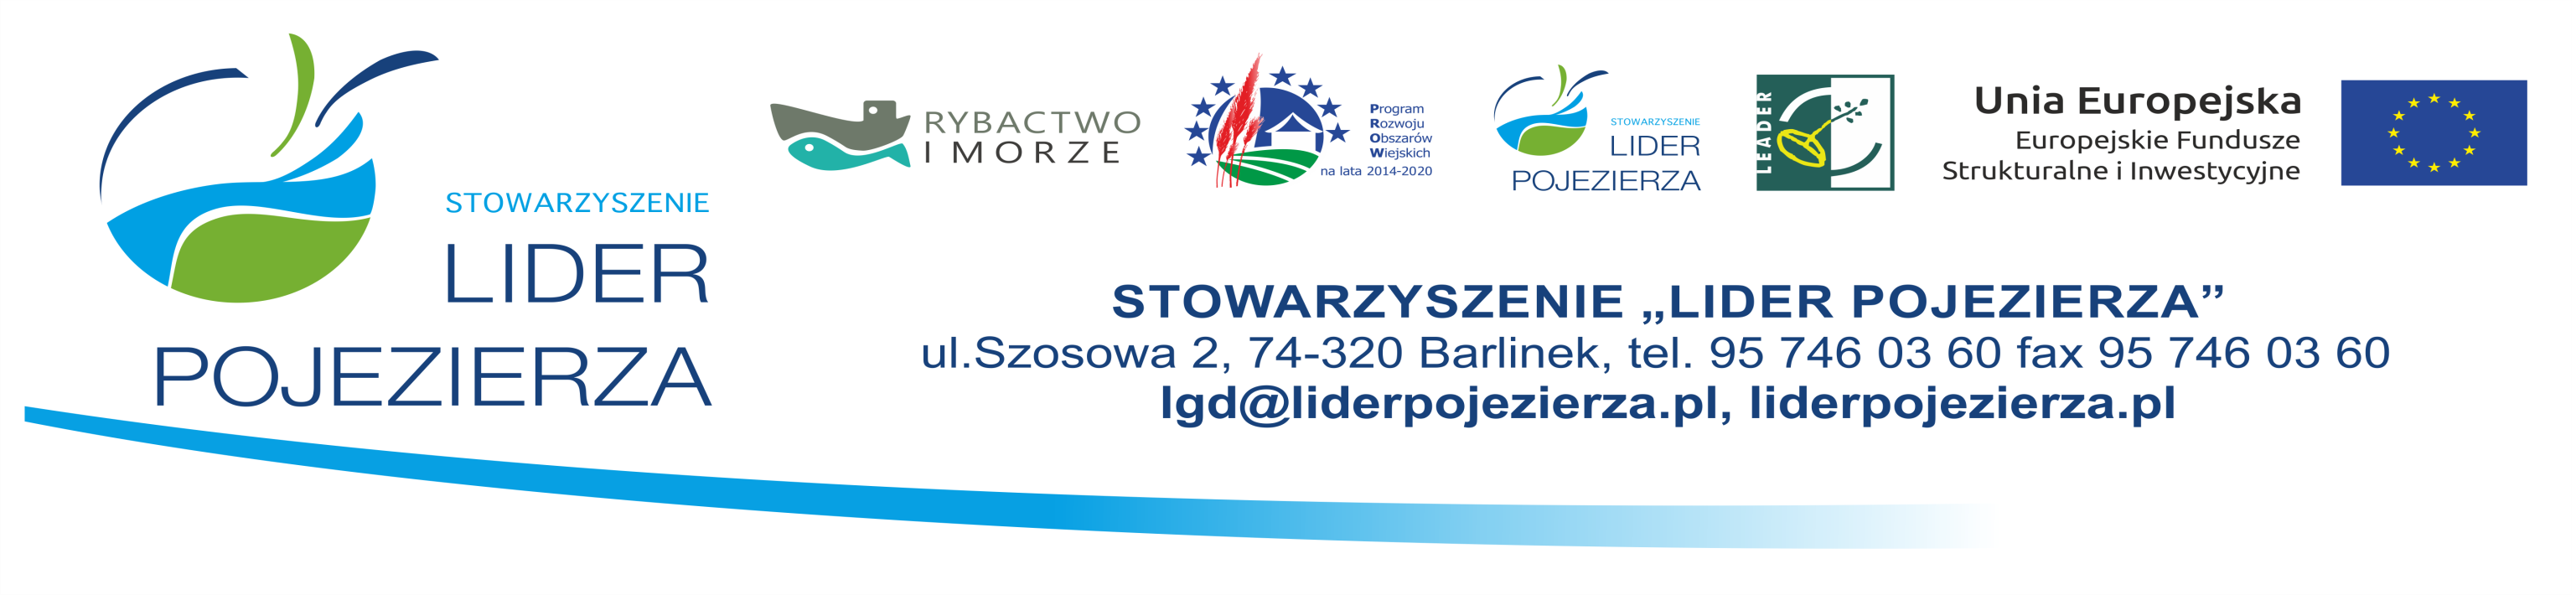 STOWARZYSZENIE
LIDER
POJEZIERZA
RYBACTWO
I MORZE
Program
Rozwoju
Obszarów
Wiejskich
na lata 2014-2020
STOWARZYSZENIE
LIDER
POJEZIERZA
LEADER
Unia Europejska
Europejskie Fundusze
Strukturalne i Inwestycyjne
STOWARZYSZENIE „LIDER POJEZIERZA”
ul.Szosowa 2, 74-320 Barlinek, tel. 95 746 03 60 fax 95 746 03 60
lgd@liderpojezierza.pl, liderpojezierza.pl